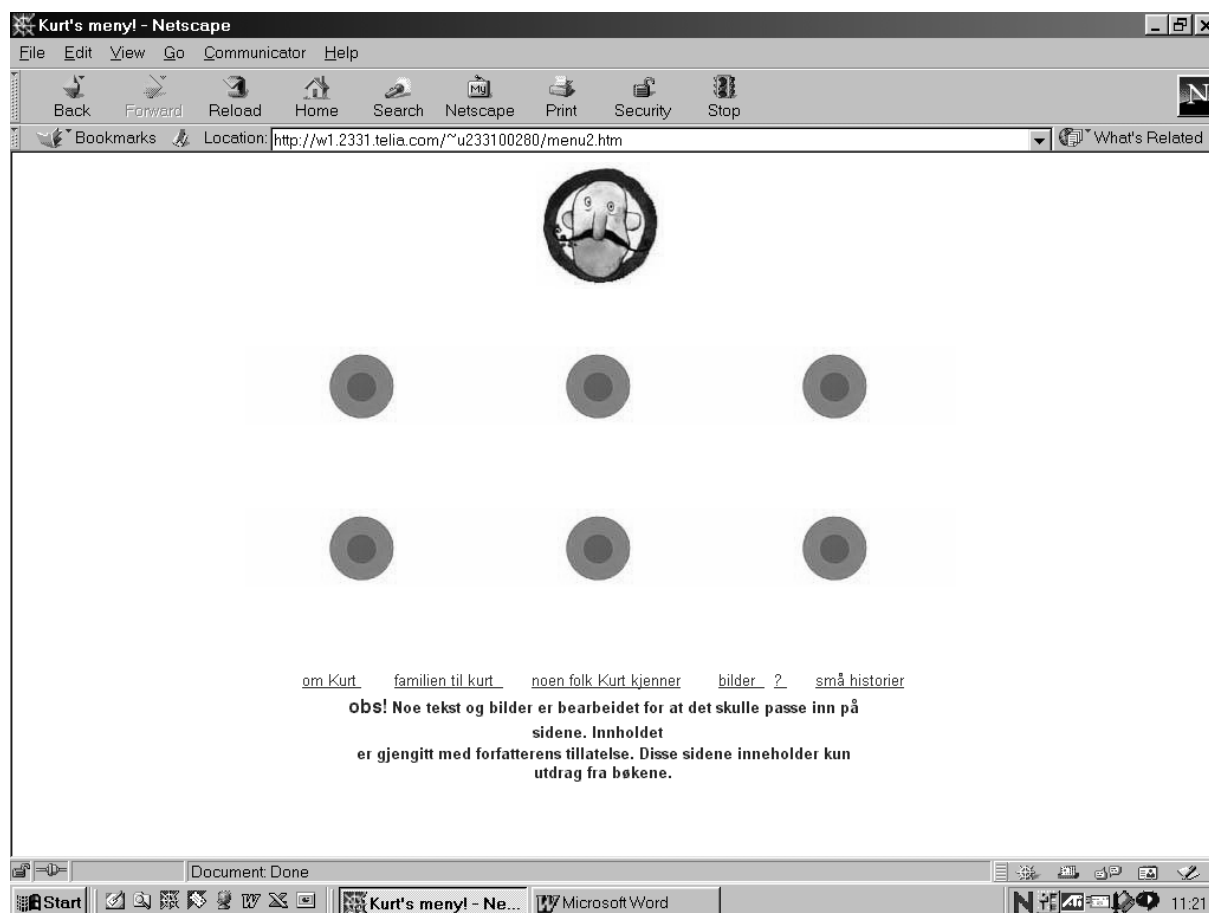 Kurt's meny! - Netscape
File Edit View Go Communicator Help
Back Forward Reload Home Search Netscape Print Security Stop
My
N
Bookmarks Location: http://w1.2331.telia.com/~u233100280/menu2.htm What's Related
om Kurt familien til kurt noen folk Kurt kjenner bilder ? små historier
obs! Noe tekst og bilder er bearbeidet for at det skulle passe inn på
sidene. Innholdet
er gjengitt med forfatterens tillatelse. Disse sidene inneholder kun
utdrag fra bøkene.
Document: Done
Start Kurt's meny! - Ne... Microsoft Word 11:21